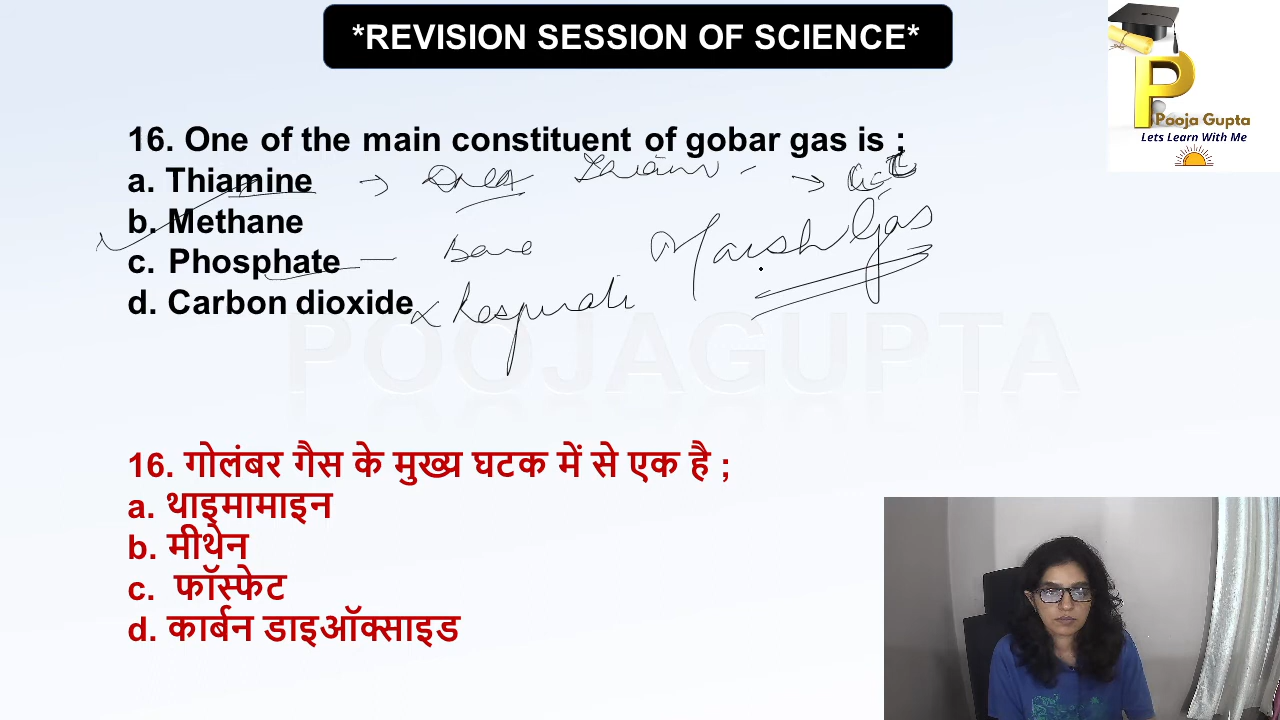 *REVISION SESSION OF SCIENCE*
Pooja Gupta
Lets Learn With Me
16. One of the main constituent of gobar gas is ;
a. Thiamine
b. Methane
c. Phosphate
d. Carbon dioxide
Marsh Gas
POOJAGUPTA
16. गोलंबर गैस के मुख्य घटक में से एक है ;
a. थाइमामाइन
b. मीथेन
c. फॉस्फेट
d. कार्बन डाइऑक्साइड